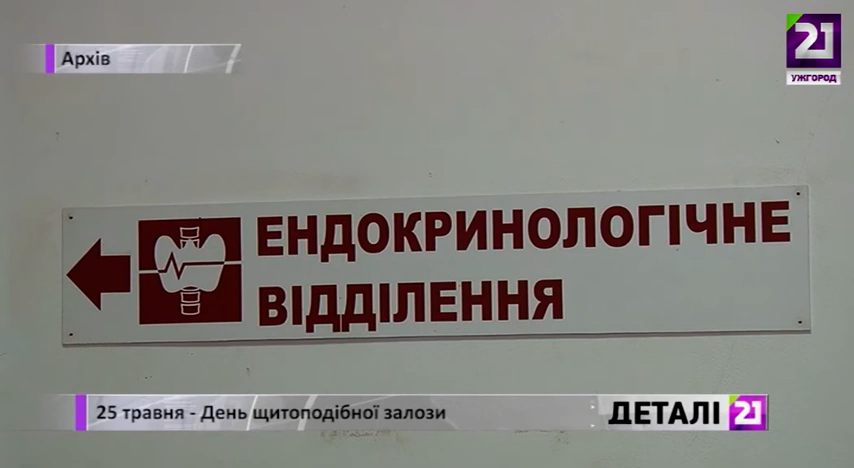 Архів
21
УЖГОРОД
ЕНДОКРИНОЛОГІЧНЕ
ВІДДІЛЕННЯ
25 травня - День щитоподібної залози
ДЕТАЛІ 21